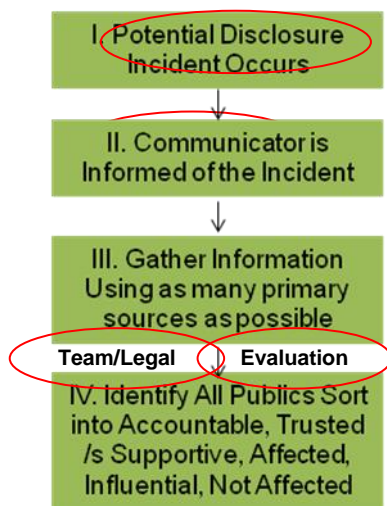 I. Potential Disclosure
Incident Occurs
II. Communicator is
Informed of the Incident
III. Gather Information
Using as many primary
sources as possible
Team/Legal Evaluation
IV. Identify All Publics Sort
into Accountable, Trusted
/s Supportive, Affected,
Influential, Not Affected